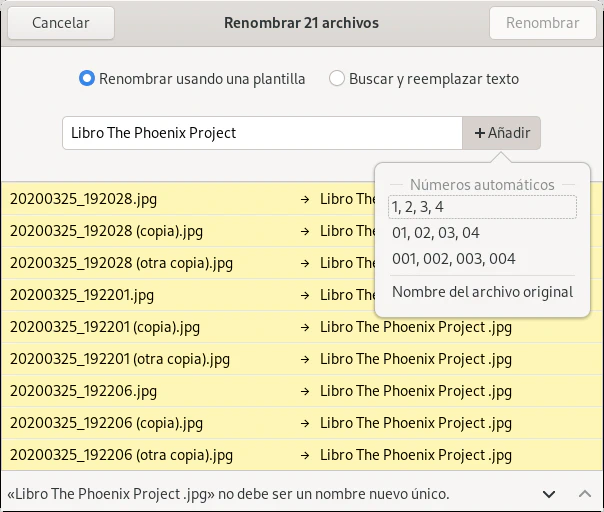 Cancelar Renombrar 21 archivos Renombrar
Renombrar usando una plantilla Buscar y reemplazar texto
Libro The Phoenix Project +Añadir
Números automáticos
1, 2, 3, 4
01, 02, 03, 04
001, 002, 003, 004
Nombre del archivo original
20200325_192028.jpg → Libro The
20200325_192028 (copia).jpg → Libro The
20200325_192028 (otra copia).jpg → Libro The
20200325_192201.jpg → Libro The
20200325_192201 (copia).jpg → Libro The Phoenix Project .jpg
20200325_192201 (otra copia).jpg → Libro The Phoenix Project .jpg
20200325_192206.jpg → Libro The Phoenix Project .jpg
20200325_192206 (copia).jpg → Libro The Phoenix Project .jpg
20200325_192206 (otra copia).jpg → Libro The Phoenix Project .jpg
«Libro The Phoenix Project .jpg» no debe ser un nombre nuevo único.